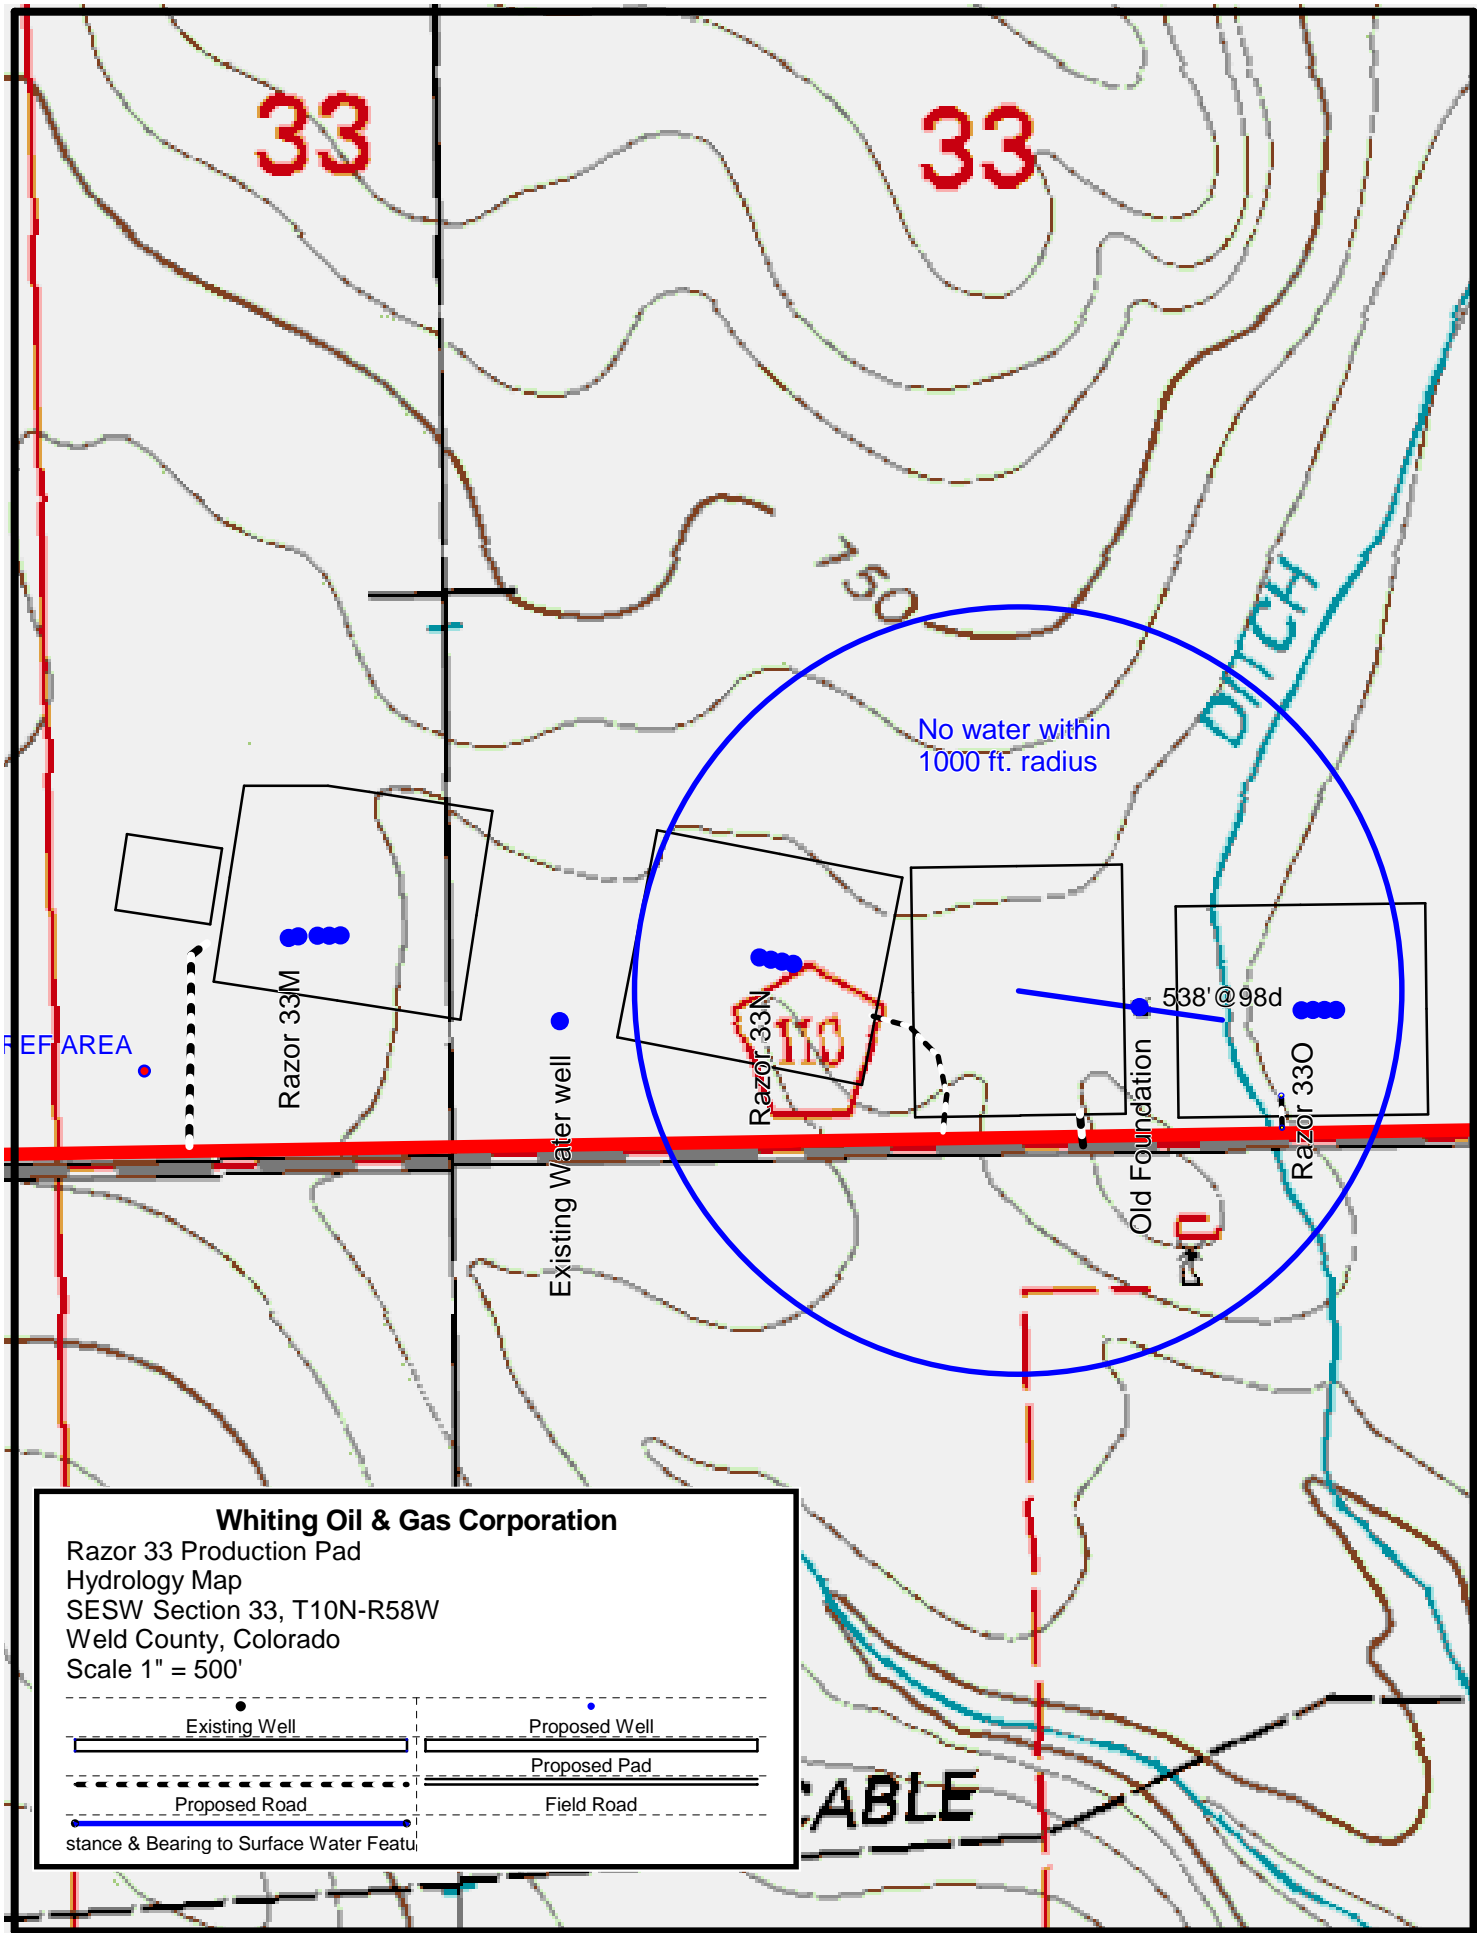 33
33
750
DITCH
No water within
1000 ft. radius
538'@98d
REF AREA
Razor 33M
Existing Water well
Razor 33N
110
Old Foundation
Razor 33O
Whiting Oil & Gas Corporation
Razor 33 Production Pad
Hydrology Map
SESW Section 33, T10N-R58W
Weld County, Colorado
Scale 1" = 500'
Existing Well
Proposed Well
Proposed Pad
Proposed Road
Field Road
stance & Bearing to Surface Water Featu
CABLE